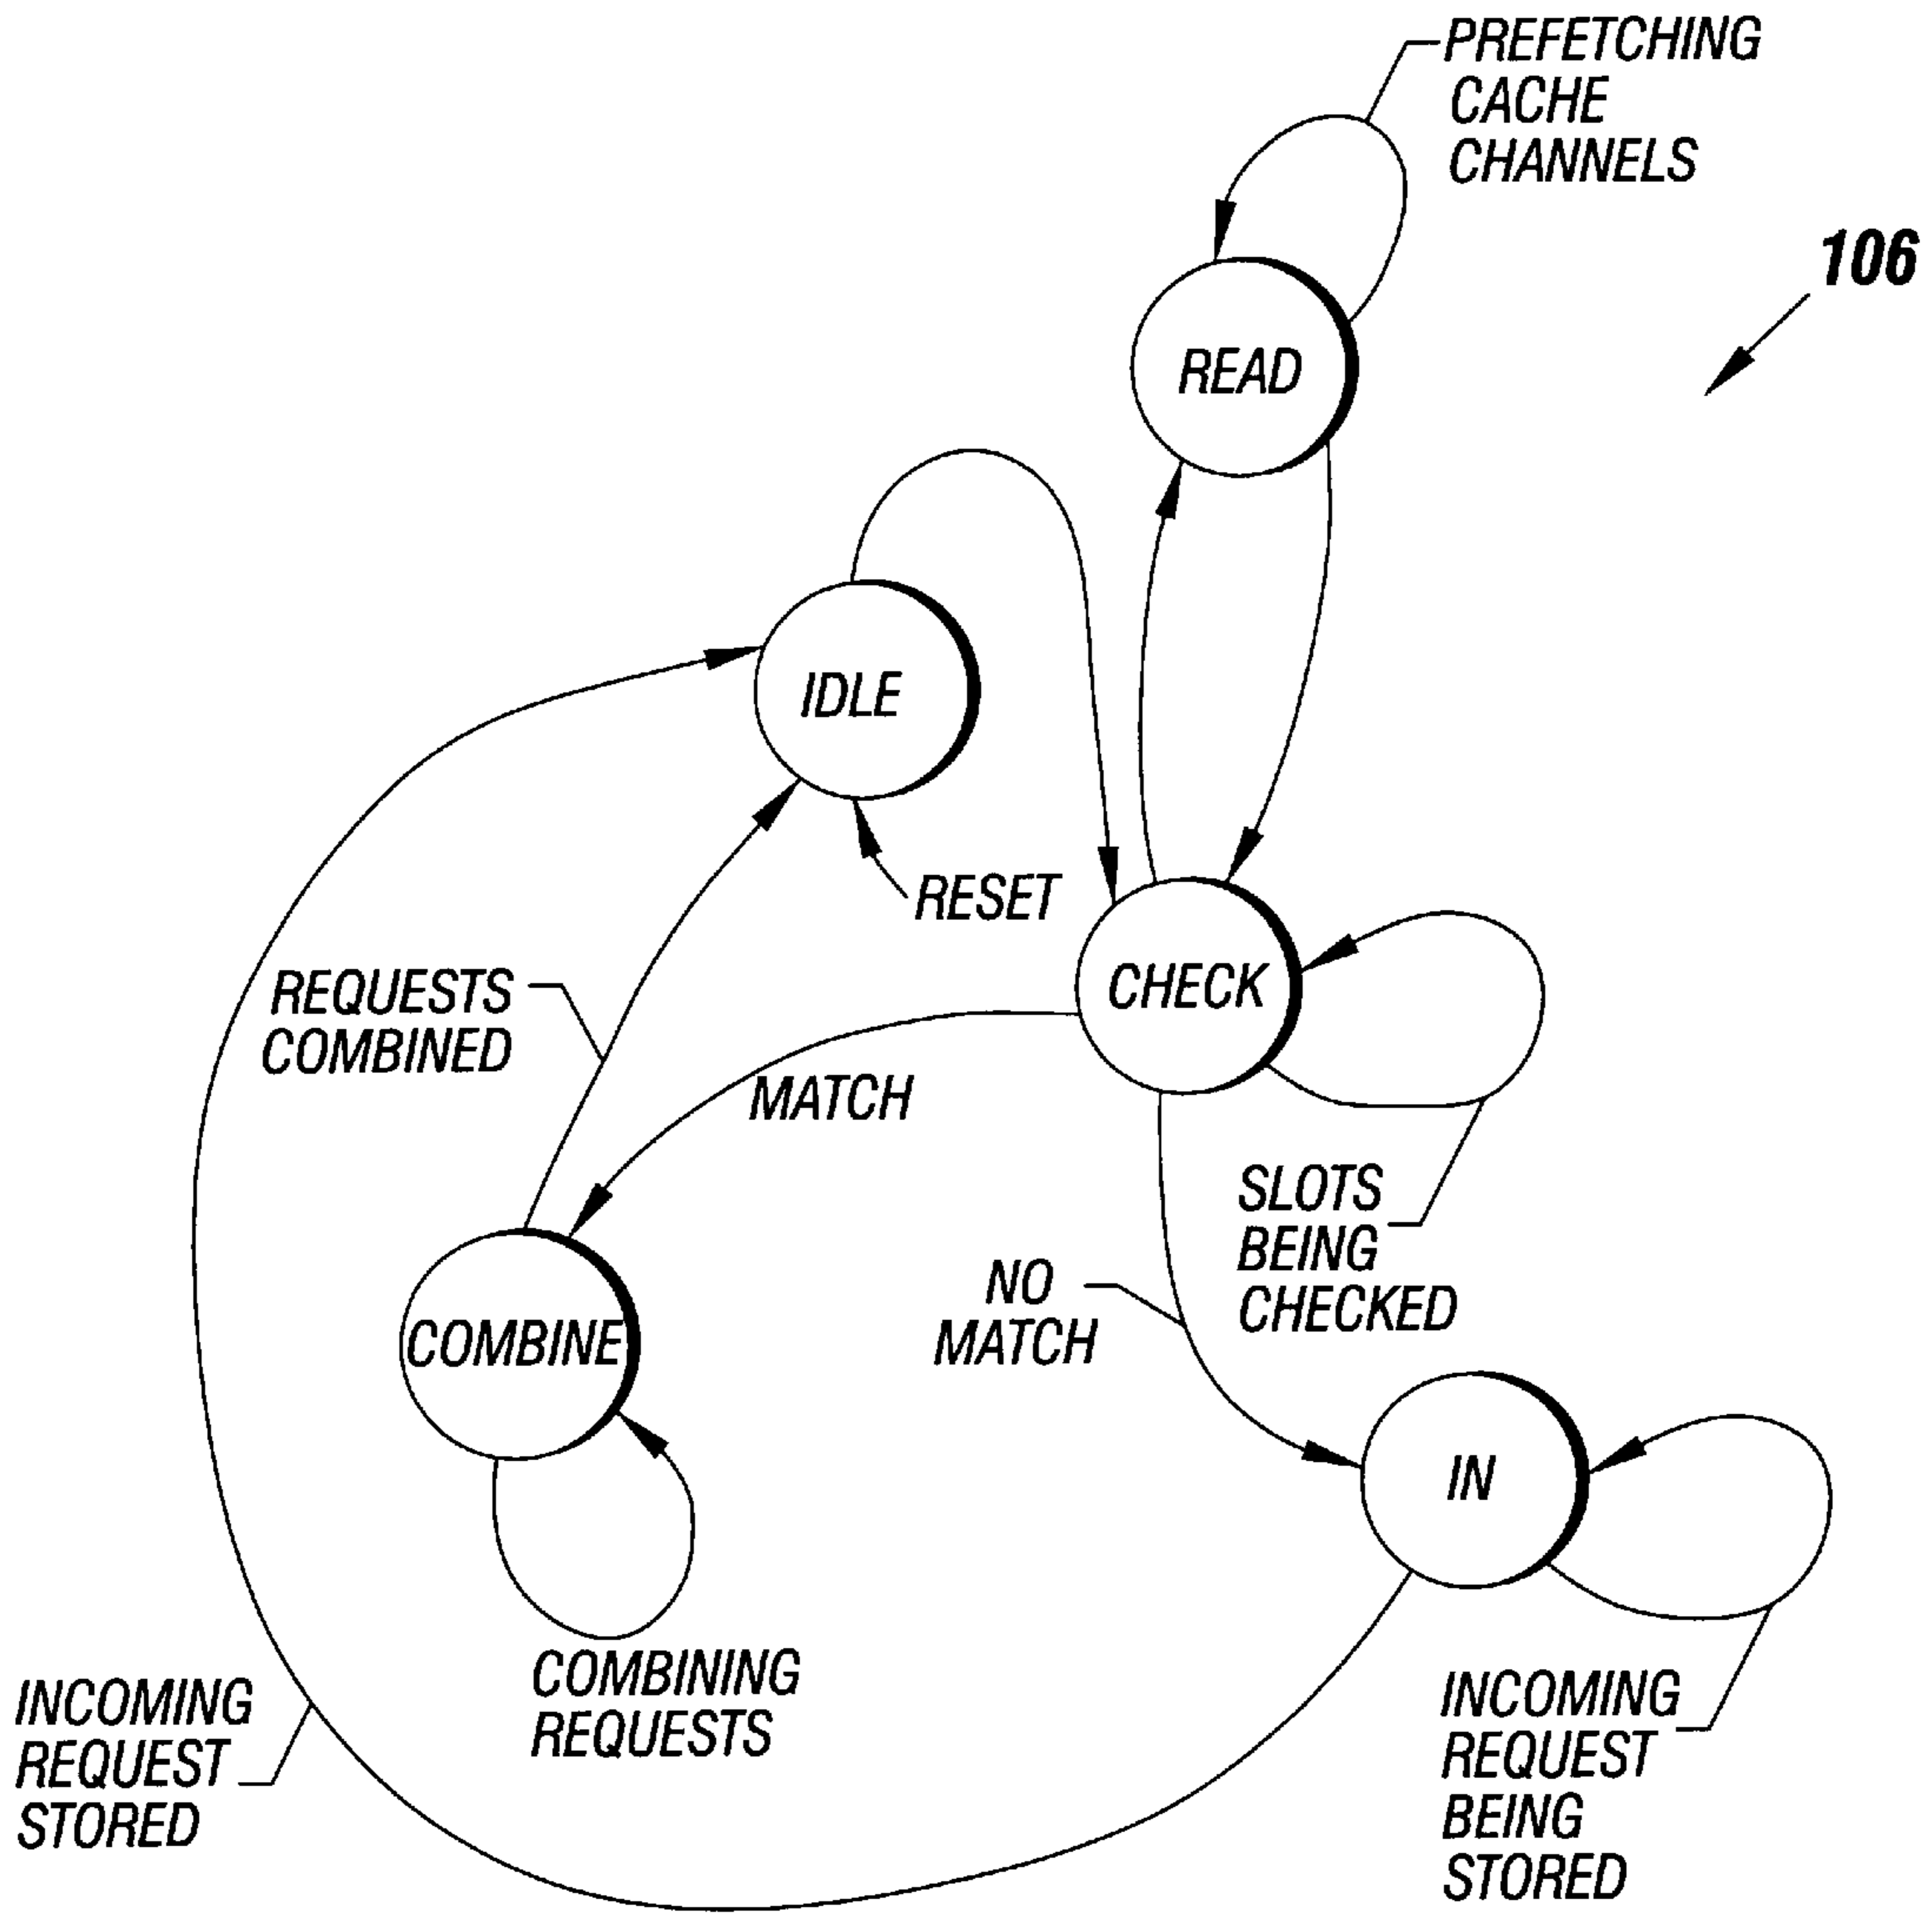 PREFETCHING
CACHE
CHANNELS
106
READ
IDLE
RESET
CHECK
REQUESTS
COMBINED
MATCH
SLOTS
BEING
CHECKED
NO
MATCH
COMBINE
IN
COMBINING
REQUESTS
INCOMING
REQUEST
STORED
INCOMING
REQUEST
BEING
STORED